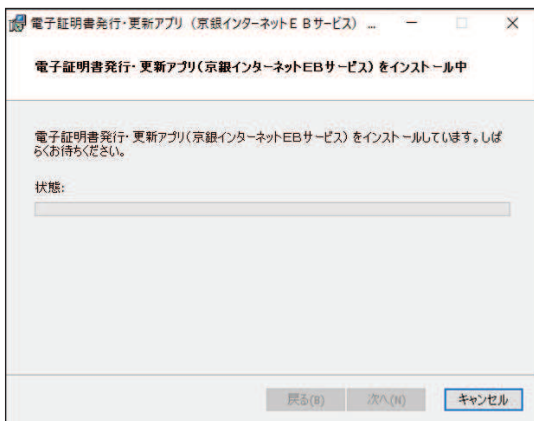 電子証明書発行・更新アプリ（京銀インターネットＥＢサービス） ...
電子証明書発行・更新アプリ(京銀インターネットEBサービス) をインストール中
電子証明書発行・更新アプリ(京銀インターネットEBサービス) をインストールしています。しば
らくお待ちください。
状態:
戻る(B) 次へ(N) キャンセル